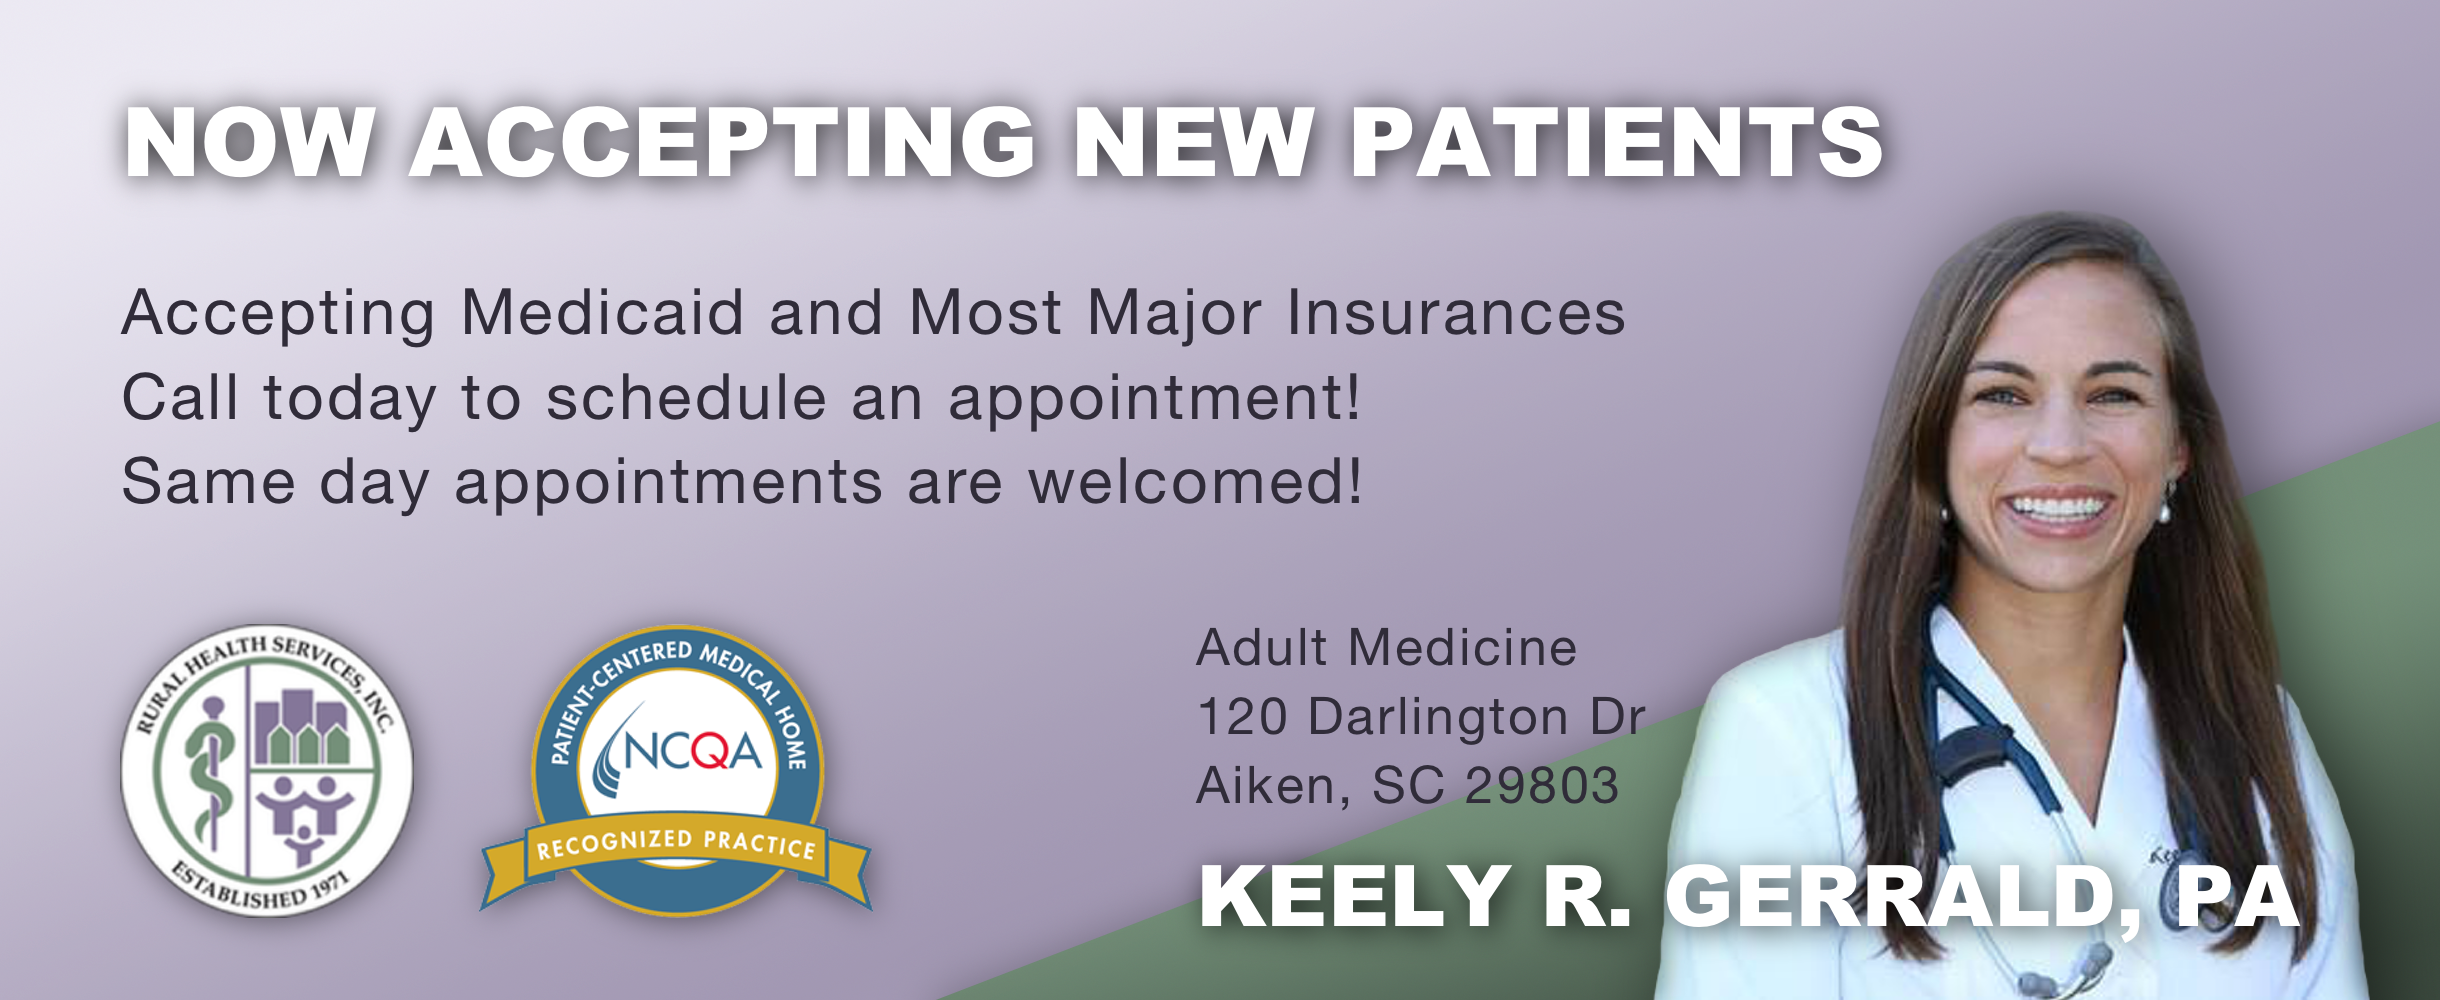 NOW ACCEPTING NEW PATIENTS
Accepting Medicaid and Most Major Insurances
Call today to schedule an appointment!
Same day appointments are welcomed!
RURAL HEALTH SERVICES, INC.
ESTABLISHED 1971
PATIENT-CENTERED MEDICAL HOME
NCQA
RECOGNIZED PRACTICE
Adult Medicine
120 Darlington Dr
Aiken, SC 29803
KEELY R. GERRALD, PA